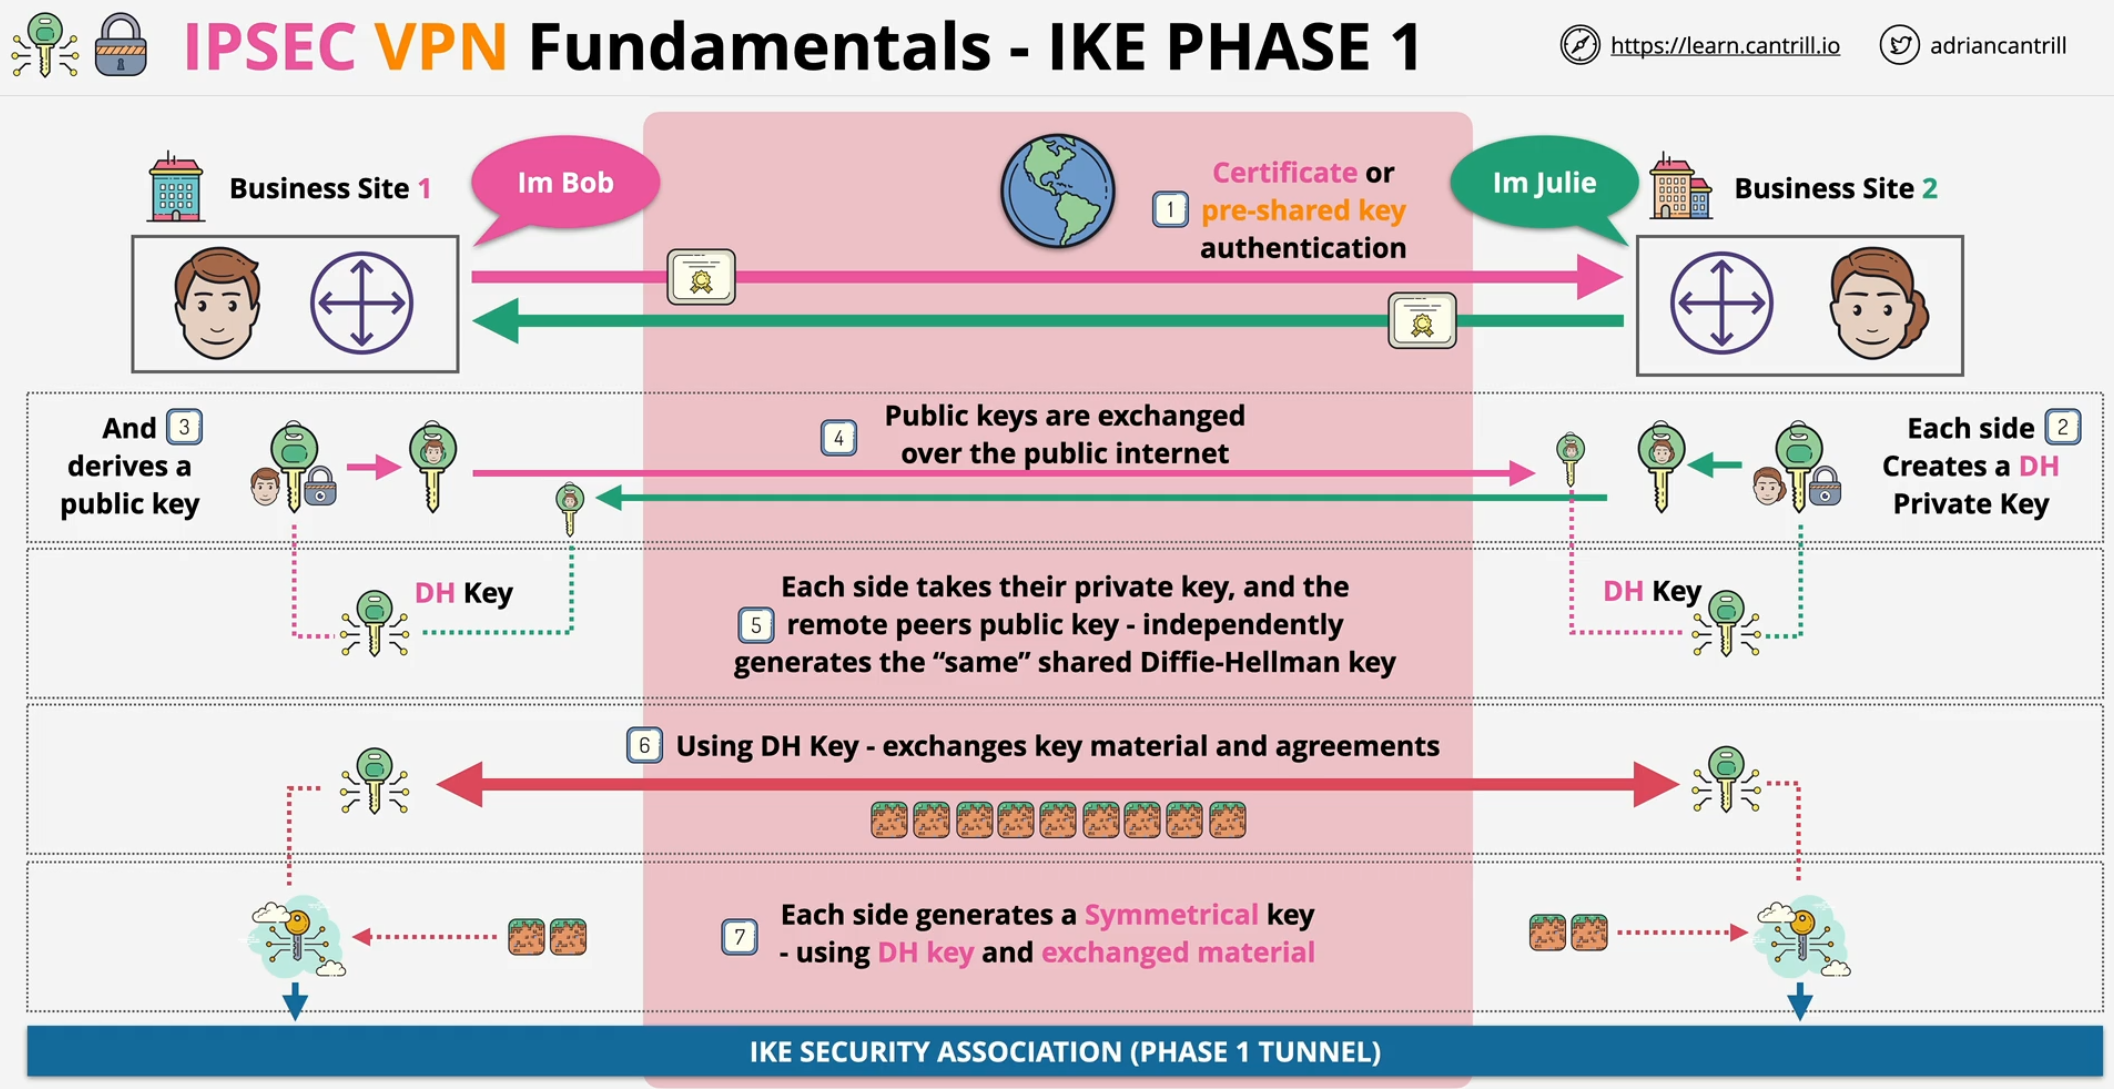 IPSEC VPN Fundamentals - IKE PHASE 1
https://learn.cantrill.io
adriancantrill
Business Site 1
Im Bob
1
Certificate or
pre-shared key
authentication
Im Julie
Business Site 2
And 3
derives a
public key
4
Public keys are exchanged
over the public internet
Each side 2
Creates a DH
Private Key
DH Key
5
Each side takes their private key, and the
remote peers public key - independently
generates the “same” shared Diffie-Hellman key
DH Key
6 Using DH Key - exchanges key material and agreements
7
Each side generates a Symmetrical key
- using DH key and exchanged material
IKE SECURITY ASSOCIATION (PHASE 1 TUNNEL)